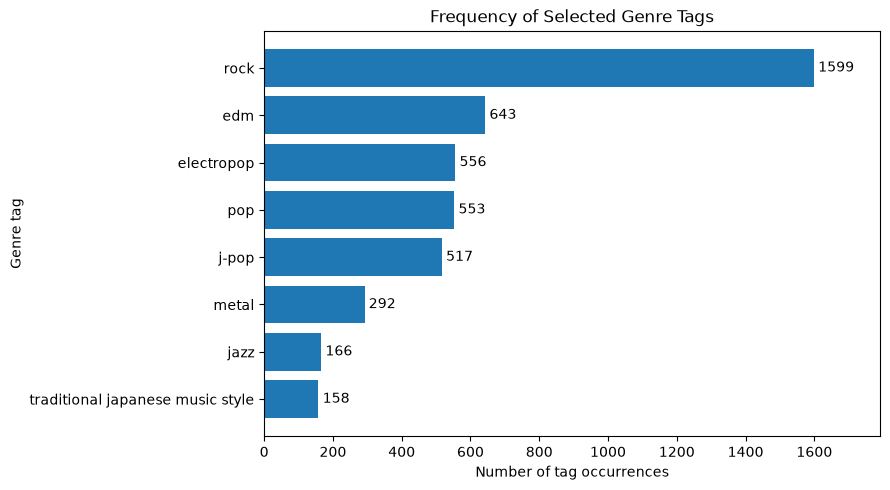 Frequency of Selected Genre Tags
Genre tag
rock 1599
edm 643
electropop 556
pop 553
j-pop 517
metal 292
jazz 166
traditional japanese music style 158
0 200 400 600 800 1000 1200 1400 1600
Number of tag occurrences